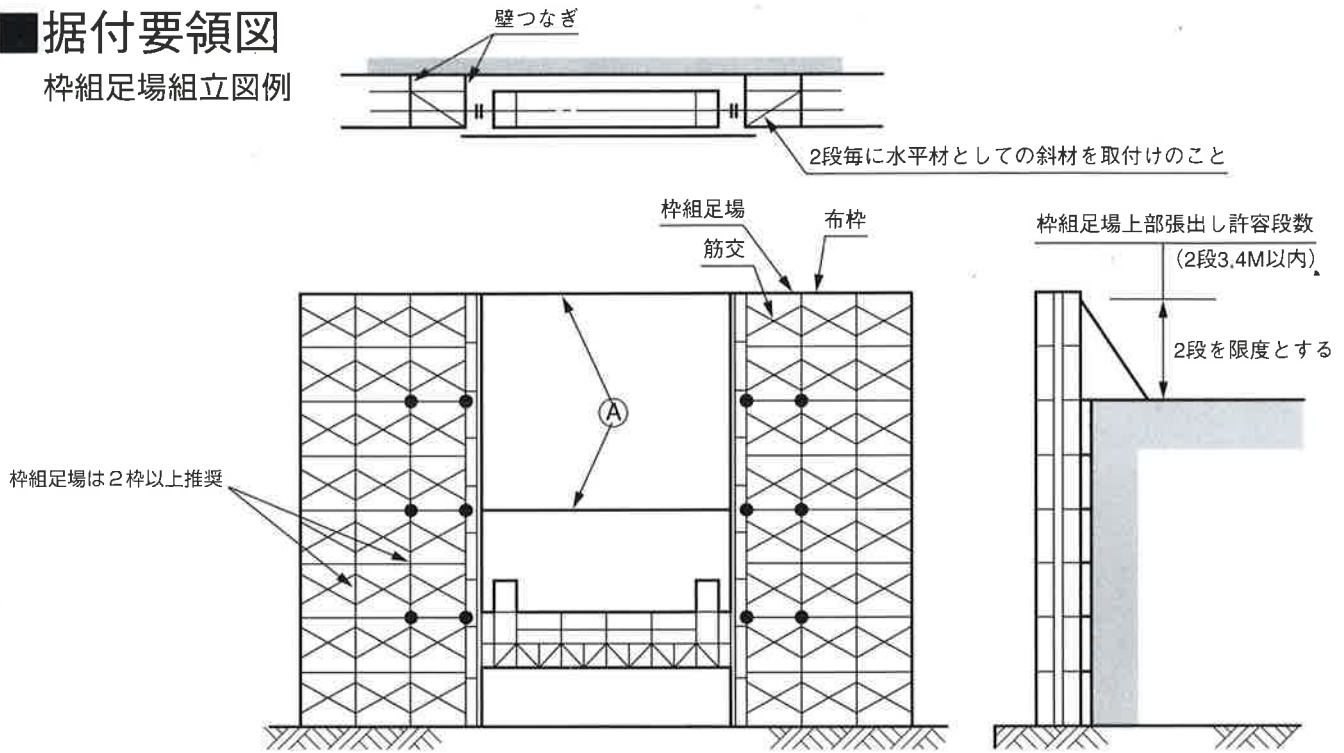 ■据付要領図
枠組足場組立図例
壁つなぎ
2段毎に水平材としての斜材を取付けのこと
枠組足場
布枠
筋交
枠組足場上部張出し許容段数
(2段3.4M以内)
2段を限度とする
Ⓐ
枠組足場は2枠以上推奨